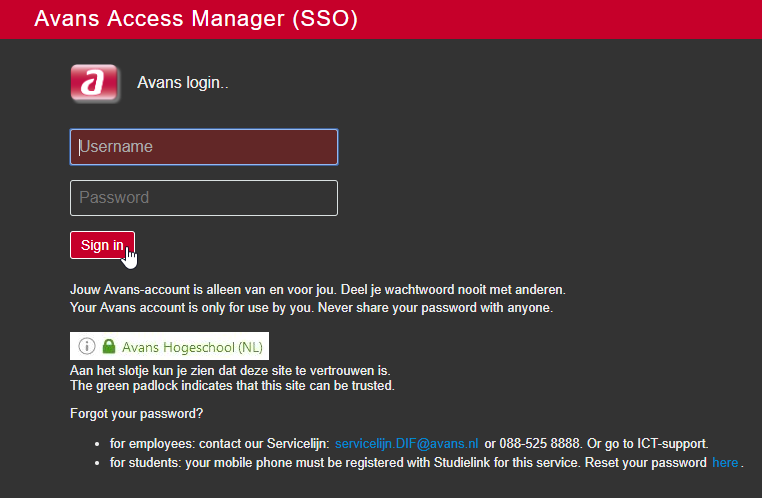 Avans Access Manager (SSO)
a Avans login..
Username
Password
Sign in
Jouw Avans-account is alleen van en voor jou. Deel je wachtwoord nooit met anderen.
Your Avans account is only for use by you. Never share your password with anyone.
Avans Hogeschool (NL)
Aan het slotje kun je zien dat deze site te vertrouwen is.
The green padlock indicates that this site can be trusted.
Forgot your password?
• for employees: contact our Servicelijn: servicelijn.DIF@avans.nl or 088-525 8888. Or go to ICT-support.
• for students: your mobile phone must be registered with Studielink for this service. Reset your password here.